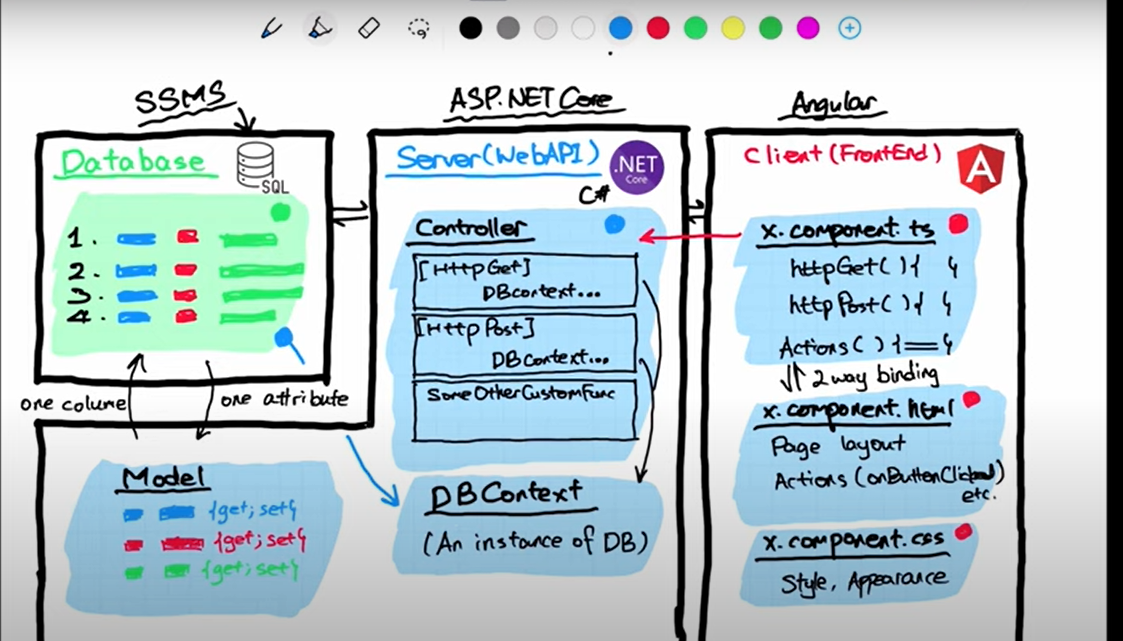 SSMS
Database
SQL
1.
2.
3.
4.
one column
one attribute
Model
{get; set}
{get; set}
{get; set}
ASP.NET Core
Server(WebAPI)
.NET
Core
C#
Controller
[HttpGet]
DBcontext...
[HttpPost]
DBContext...
SomeOtherCustomFunc
DBContext
(An instance of DB)
Angular
Client(FrontEnd)
A
x.component.ts
httpGet( ){ }
httpPost( ){ }
Actions( ){ }
2 way binding
x.component.html
Page layout
Actions (onButtonClicked)
etc.
x.component.css
Style, Appearance